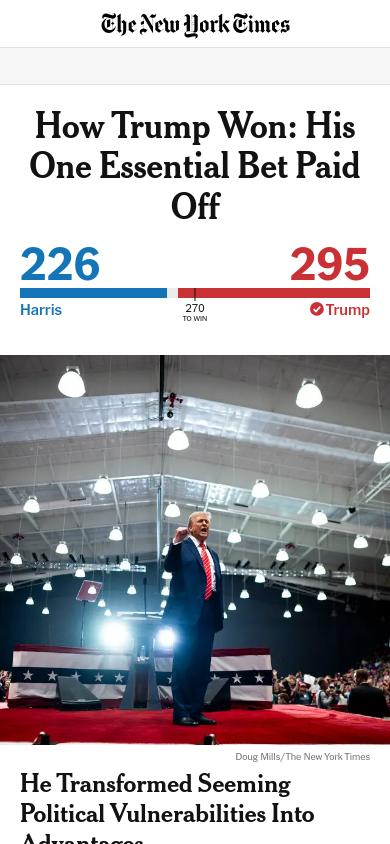 The New York Times
How Trump Won: His
One Essential Bet Paid
Off
226
295
Harris
270
TO WIN
Trump
Doug Mills/The New York Times
He Transformed Seeming
Political Vulnerabilities Into
Advantages